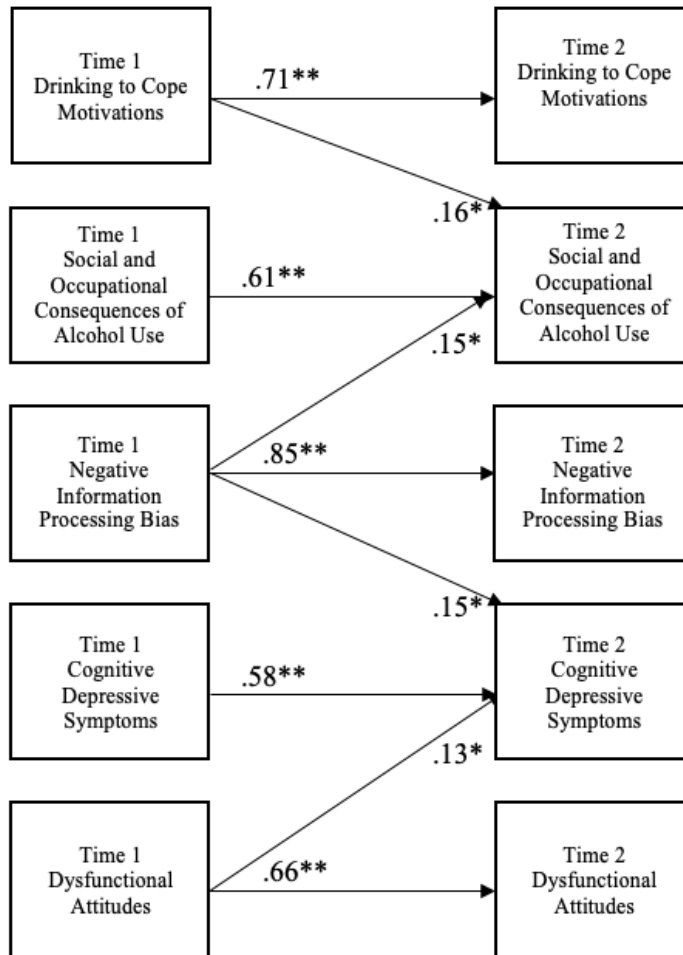 Time 1
Drinking to Cope
Motivations
.71**
Time 2
Drinking to Cope
Motivations
.16*
Time 1
Social and
Occupational
Consequences of
Alcohol Use
.61**
Time 2
Social and
Occupational
Consequences of
Alcohol Use
.15*
Time 1
Negative
Information
Processing Bias
.85**
Time 2
Negative
Information
Processing Bias
.15*
Time 1
Cognitive
Depressive
Symptoms
.58**
Time 2
Cognitive
Depressive
Symptoms
.13*
Time 1
Dysfunctional
Attitudes
.66**
Time 2
Dysfunctional
Attitudes